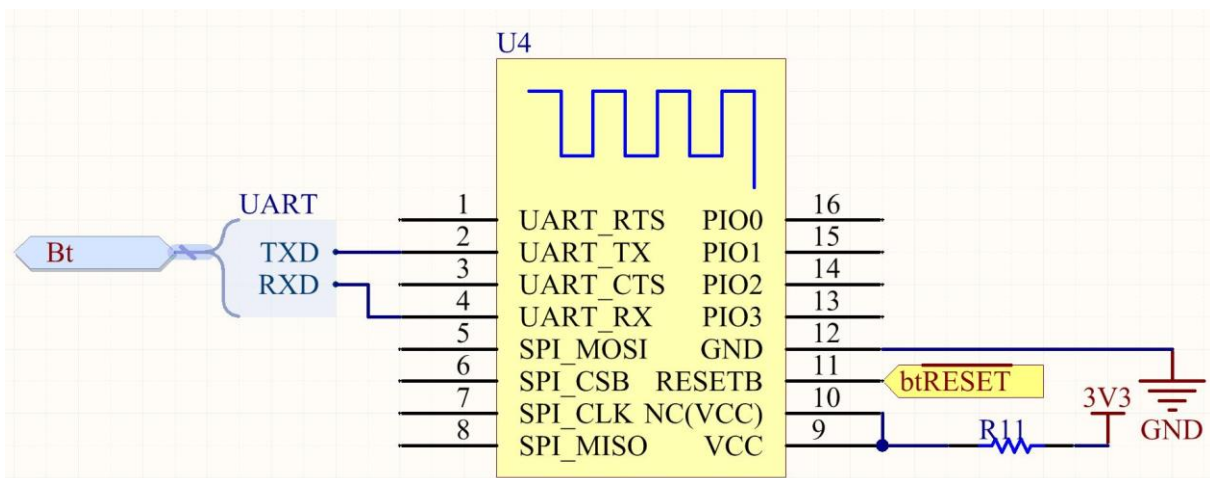 U4
UART
Bt
TXD
RXD
1 UART_RTS PIO0 16
2 UART_TX PIO1 15
3 UART_CTS PIO2 14
4 UART_RX PIO3 13
5 SPI_MOSI GND 12
6 SPI_CSB RESETB 11
7 SPI_CLK NC(VCC) 10
8 SPI_MISO VCC 9
btRESET
3V3
R11
GND